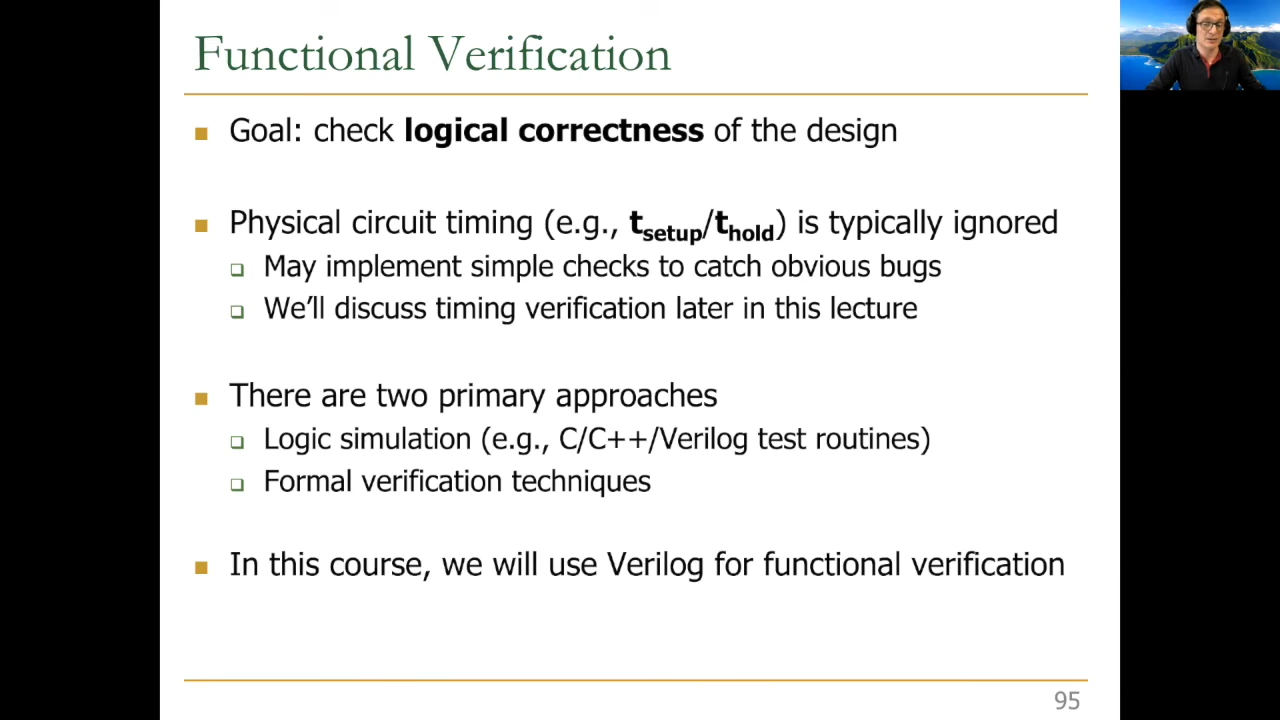 Functional Verification
Goal: check logical correctness of the design
Physical circuit timing (e.g., tsetup/thold) is typically ignored
May implement simple checks to catch obvious bugs
We’ll discuss timing verification later in this lecture
There are two primary approaches
Logic simulation (e.g., C/C++/Verilog test routines)
Formal verification techniques
In this course, we will use Verilog for functional verification
95